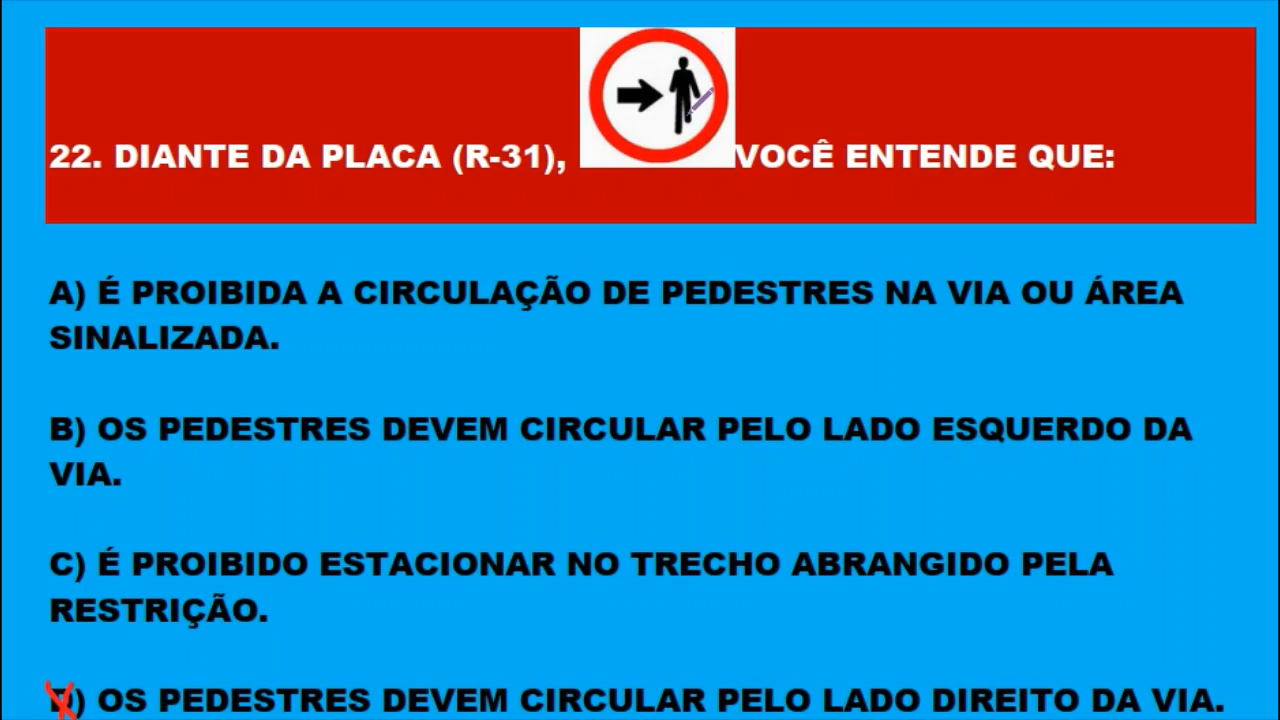 22. DIANTE DA PLACA (R-31), VOCÊ ENTENDE QUE:
A) É PROIBIDA A CIRCULAÇÃO DE PEDESTRES NA VIA OU ÁREA
SINALIZADA.
B) OS PEDESTRES DEVEM CIRCULAR PELO LADO ESQUERDO DA
VIA.
C) É PROIBIDO ESTACIONAR NO TRECHO ABRANGIDO PELA
RESTRIÇÃO.
D) OS PEDESTRES DEVEM CIRCULAR PELO LADO DIREITO DA VIA.